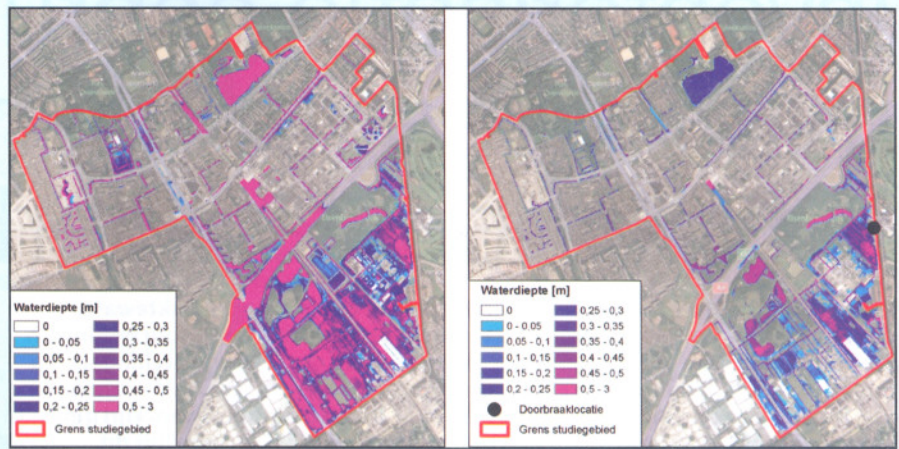 Waterdiepte [m]
0 0,25 - 0,3
0 - 0,05 0,3 - 0,35
0,05 - 0,1 0,35 - 0,4
0,1 - 0,15 0,4 - 0,45
0,15 - 0,2 0,45 - 0,5
0,2 - 0,25 0,5 - 3
Grens studiegebied
Waterdiepte [m]
0 0,25 - 0,3
0 - 0,05 0,3 - 0,35
0,05 - 0,1 0,35 - 0,4
0,1 - 0,15 0,4 - 0,45
0,15 - 0,2 0,45 - 0,5
0,2 - 0,25 0,5 - 3
Doorbraaklocatie
Grens studiegebied